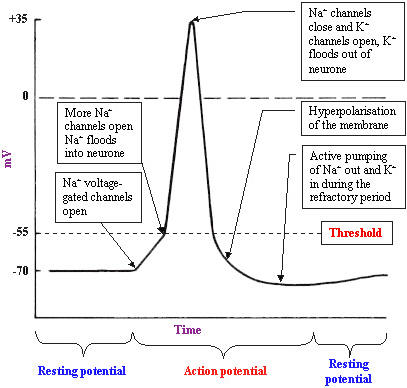 +35
Na⁺ channels
close and K⁺
channels open, K⁺
floods out of
neurone
0
More Na⁺
channels open
Na⁺ floods
into neurone
Hyperpolarisation
of the membrane
mV
Active pumping
of Na⁺ out and K⁺
in during the
refractory period
Na⁺ voltage-
gated channels
open
-55
Threshold
-70
Time
Resting potential
Action potential
Resting
potential